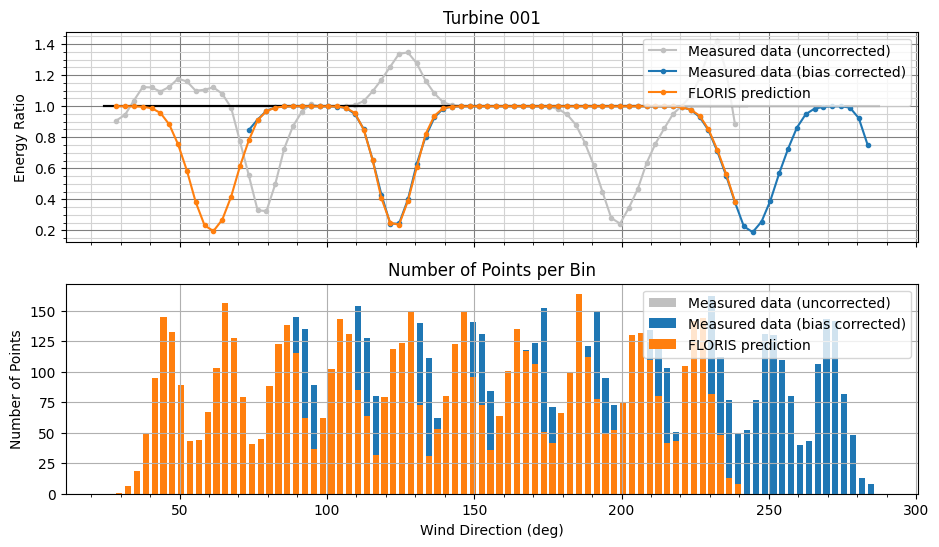 Turbine 001
1.4
1.2
1.0
0.8
0.6
0.4
0.2
Energy Ratio
Measured data (uncorrected)
Measured data (bias corrected)
FLORIS prediction
Number of Points per Bin
150
125
100
75
50
25
0
Number of Points
Measured data (uncorrected)
Measured data (bias corrected)
FLORIS prediction
50
100
150
200
250
300
Wind Direction (deg)